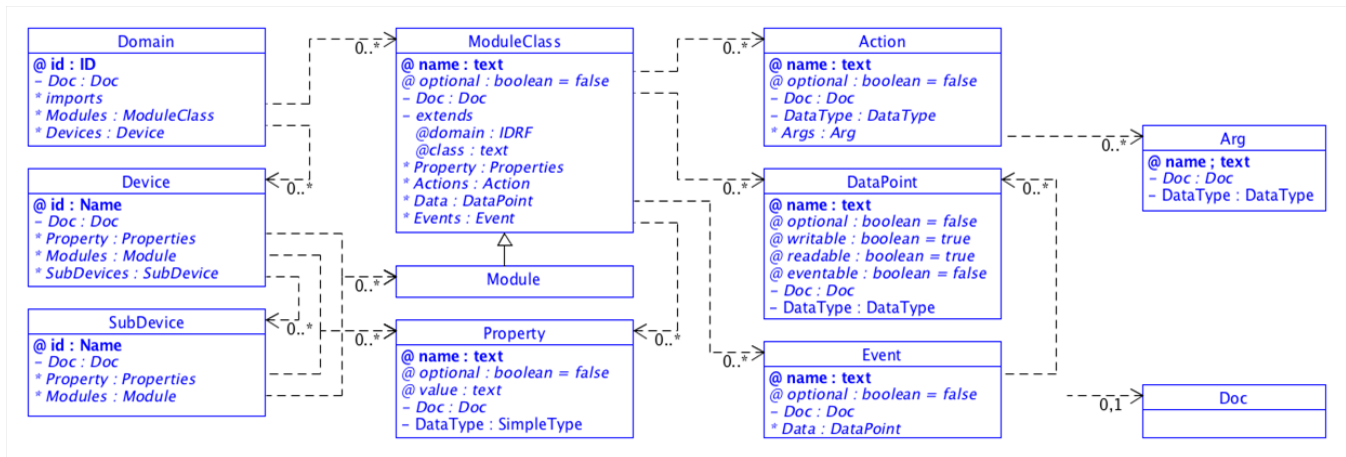 Domain
@ id : ID
– Doc : Doc
* imports
* Modules : ModuleClass
* Devices : Device
0..*
0..*
Device
@ id : Name
– Doc : Doc
* Property : Properties
* Modules : Module
* SubDevices : SubDevice
0..*
SubDevice
@ id : Name
– Doc : Doc
* Property : Properties
* Modules : Module
ModuleClass
@ name : text
@ optional : boolean = false
– Doc : Doc
– extends
@domain : IDRF
@class : text
* Property : Properties
* Actions : Action
* Data : DataPoint
* Events : Event
0..*
Module
0..*
0..*
Property
@ name : text
@ optional : boolean = false
@ value : text
– Doc : Doc
– DataType : SimpleType
0..*
Action
@ name : text
@ optional : boolean = false
– Doc : Doc
– DataType : DataType
* Args : Arg
0..*
0..*
DataPoint
@ name : text
@ optional : boolean = false
@ writable : boolean = true
@ readable : boolean = true
@ eventable : boolean = false
– Doc : Doc
– DataType : DataType
0..*
Event
@ name : text
@ optional : boolean = false
– Doc : Doc
* Data : DataPoint
0..*
Arg
@ name ; text
– Doc : Doc
– DataType : DataType
0,1
Doc